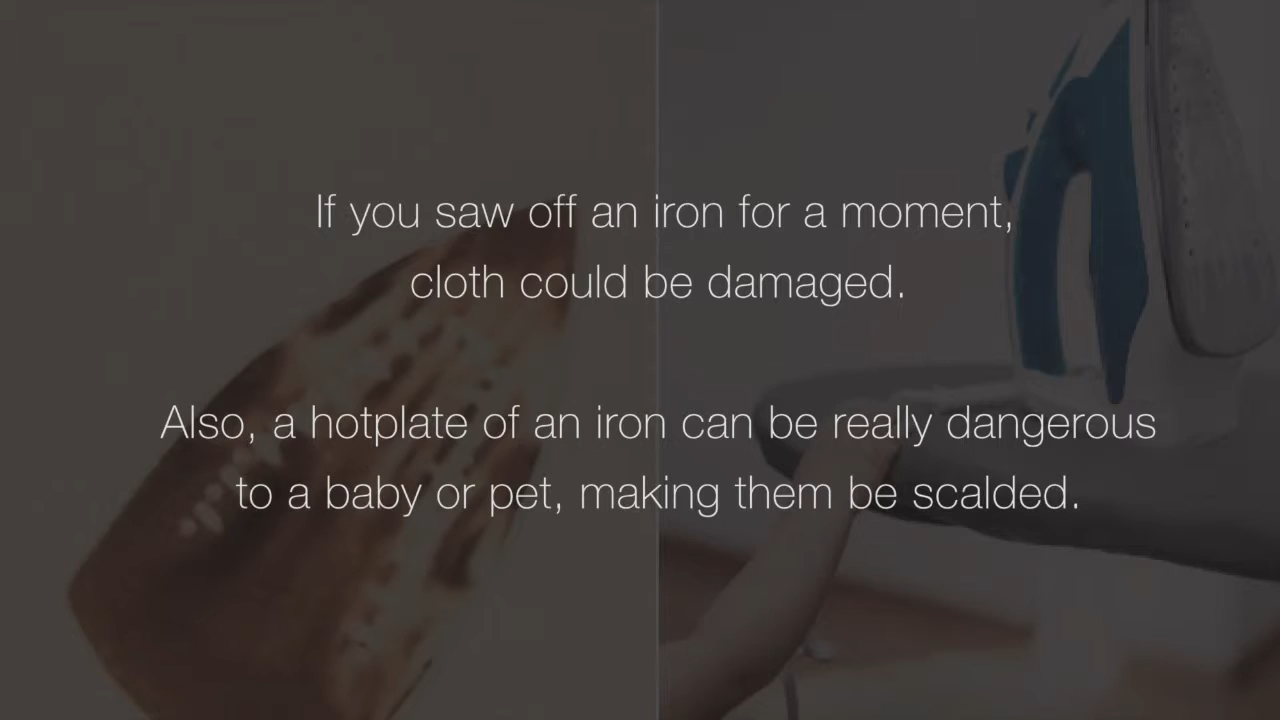 If you saw off an iron for a moment,
cloth could be damaged.
Also, a hotplate of an iron can be really dangerous
to a baby or pet, making them be scalded.